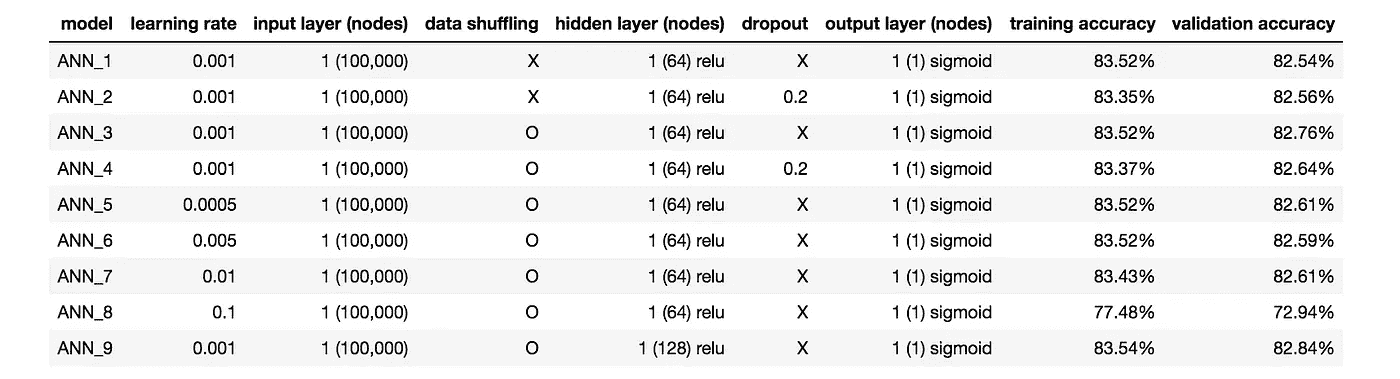 model learning rate input layer (nodes) data shuffling hidden layer (nodes) dropout output layer (nodes) training accuracy validation accuracy
ANN_1 0.001 1 (100,000) X 1 (64) relu X 1 (1) sigmoid 83.52% 82.54%
ANN_2 0.001 1 (100,000) X 1 (64) relu 0.2 1 (1) sigmoid 83.35% 82.56%
ANN_3 0.001 1 (100,000) O 1 (64) relu X 1 (1) sigmoid 83.52% 82.76%
ANN_4 0.001 1 (100,000) O 1 (64) relu 0.2 1 (1) sigmoid 83.37% 82.64%
ANN_5 0.0005 1 (100,000) O 1 (64) relu X 1 (1) sigmoid 83.52% 82.61%
ANN_6 0.005 1 (100,000) O 1 (64) relu X 1 (1) sigmoid 83.52% 82.59%
ANN_7 0.01 1 (100,000) O 1 (64) relu X 1 (1) sigmoid 83.43% 82.61%
ANN_8 0.1 1 (100,000) O 1 (64) relu X 1 (1) sigmoid 77.48% 72.94%
ANN_9 0.001 1 (100,000) O 1 (128) relu X 1 (1) sigmoid 83.54% 82.84%